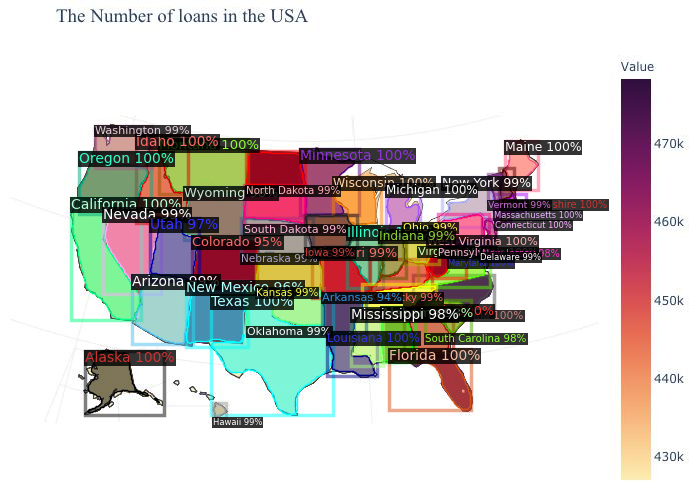 The Number of loans in the USA
Value
Washington 99%
Idaho 100%
100%
Oregon 100%
Minnesota 100%
Maine 100%
Wyoming
North Dakota 99%
Wisconsin 100%
Michigan 100%
New York 99%
California 100%
Nevada 99%
Vermont 99%
shire 100%
Massachusetts 100%
Utah 97%
South Dakota 99%
Illino
Indiana 99%
Ohio 99%
Connecticut 100%
Colorado 95%
Nebraska 99%
Iowa 99%
ri 99%
Virginia 100%
Pennsyl
98%
Delaware 99%
Arizona 99%
New Mexico 96%
Texas 100%
Kansas 99%
Arkansas 94%
ky 99%
Mississippi 98%
0%
100%
Oklahoma 99%
Louisiana 100%
South Carolina 98%
Alaska 100%
Florida 100%
Hawaii 99%
470k
460k
450k
440k
430k